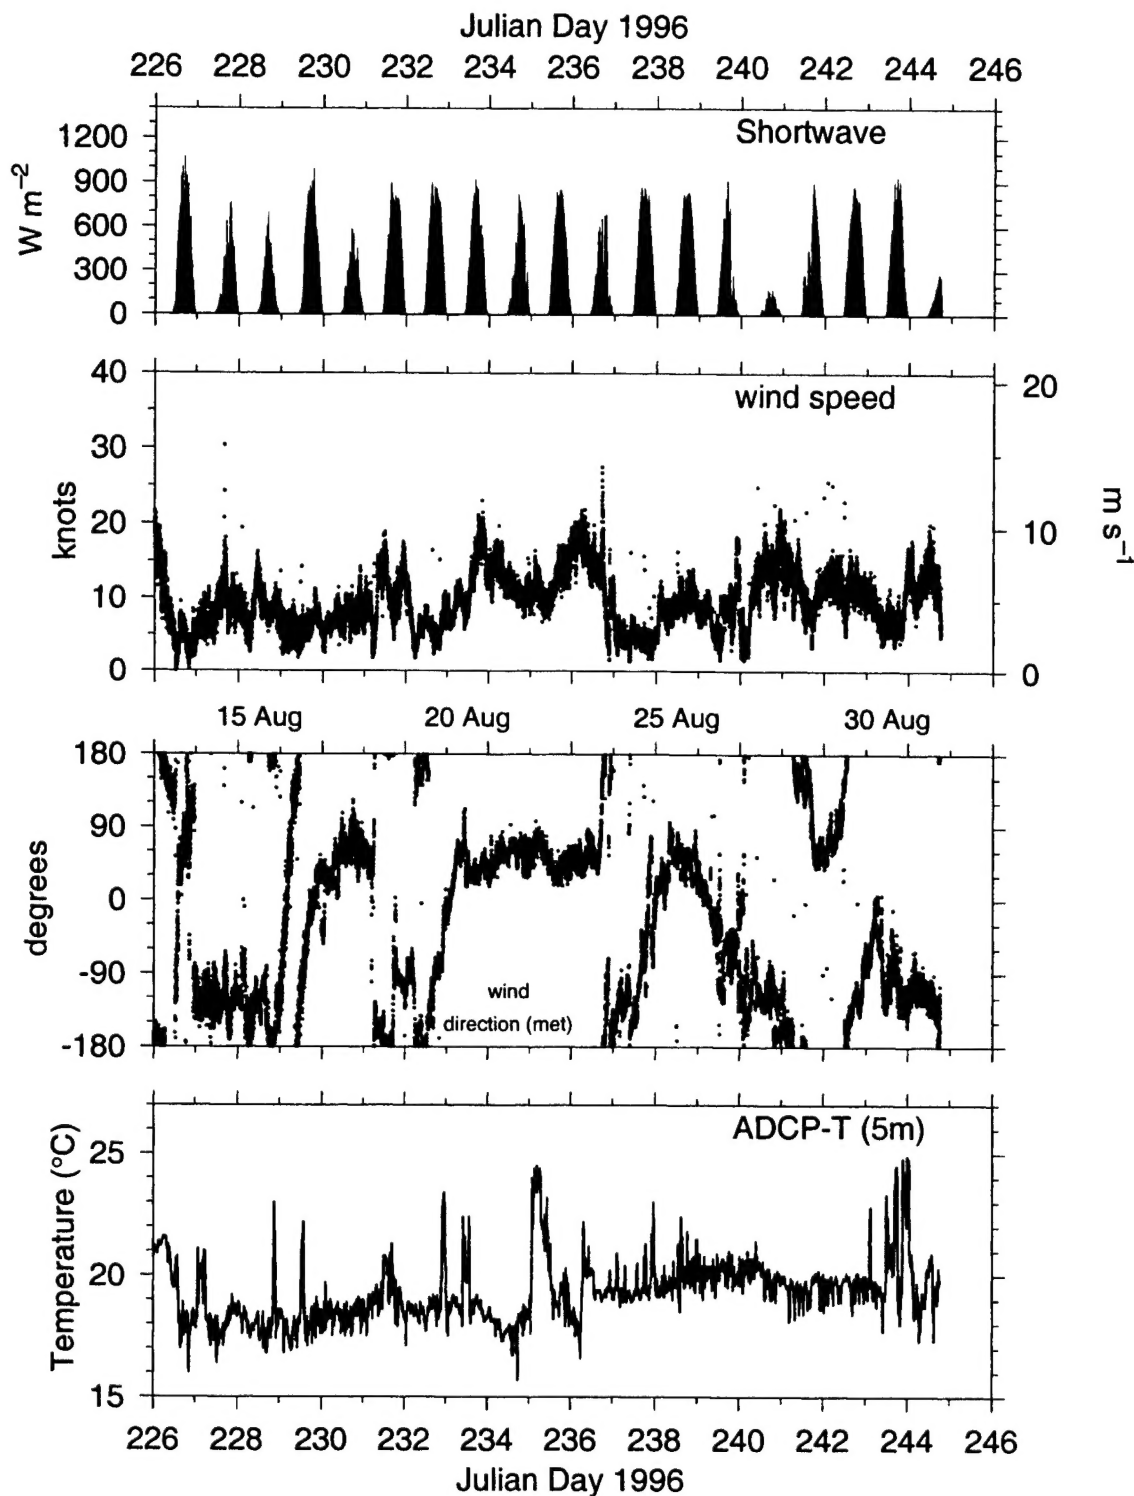 Julian Day 1996
226 228 230 232 234 236 238 240 242 244 246
Shortwave
W m−2
1200
900
600
300
0
wind speed
knots
40
30
20
10
0
20
10
0
m s−1
15 Aug 20 Aug 25 Aug 30 Aug
degrees
180
90
0
-90
-180
wind
direction (met)
ADCP-T (5m)
Temperature (°C)
25
20
15
226 228 230 232 234 236 238 240 242 244 246
Julian Day 1996